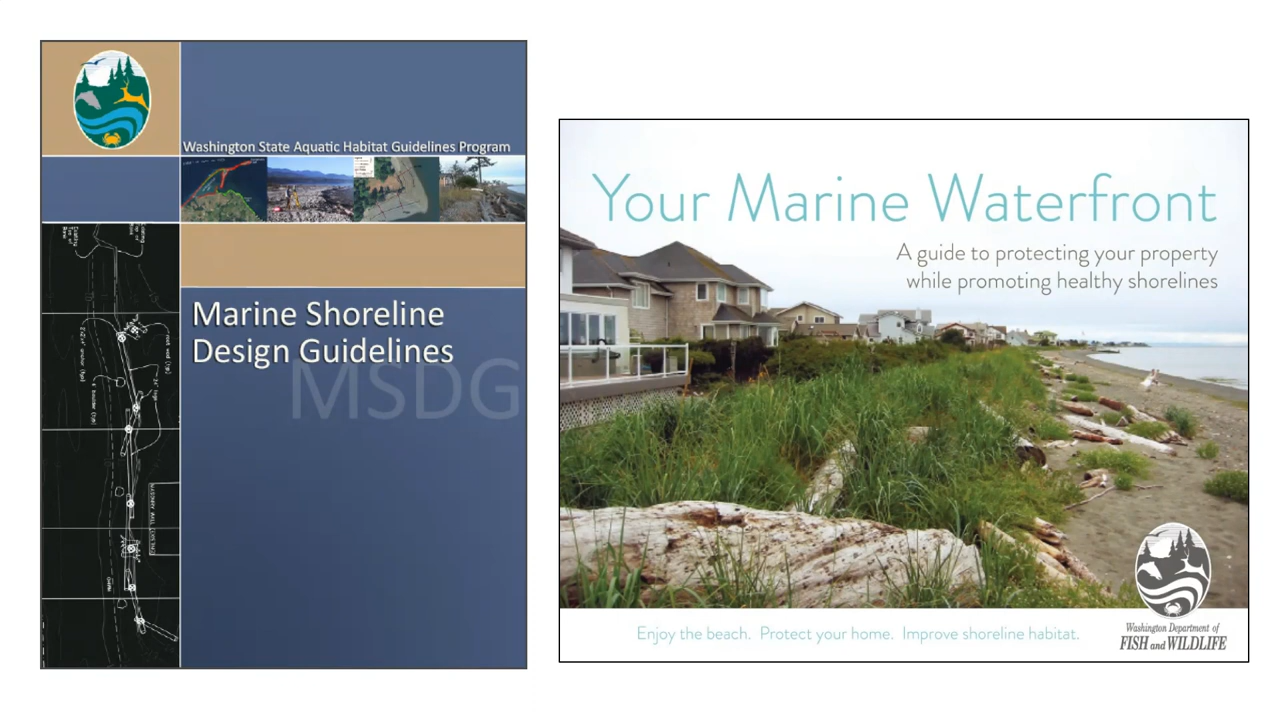 Washington State Aquatic Habitat Guidelines Program
Marine Shoreline
Design Guidelines
MSDG
Your Marine Waterfront
A guide to protecting your property
while promoting healthy shorelines
Enjoy the beach. Protect your home. Improve shoreline habitat.
Washington Department of
FISH and WILDLIFE